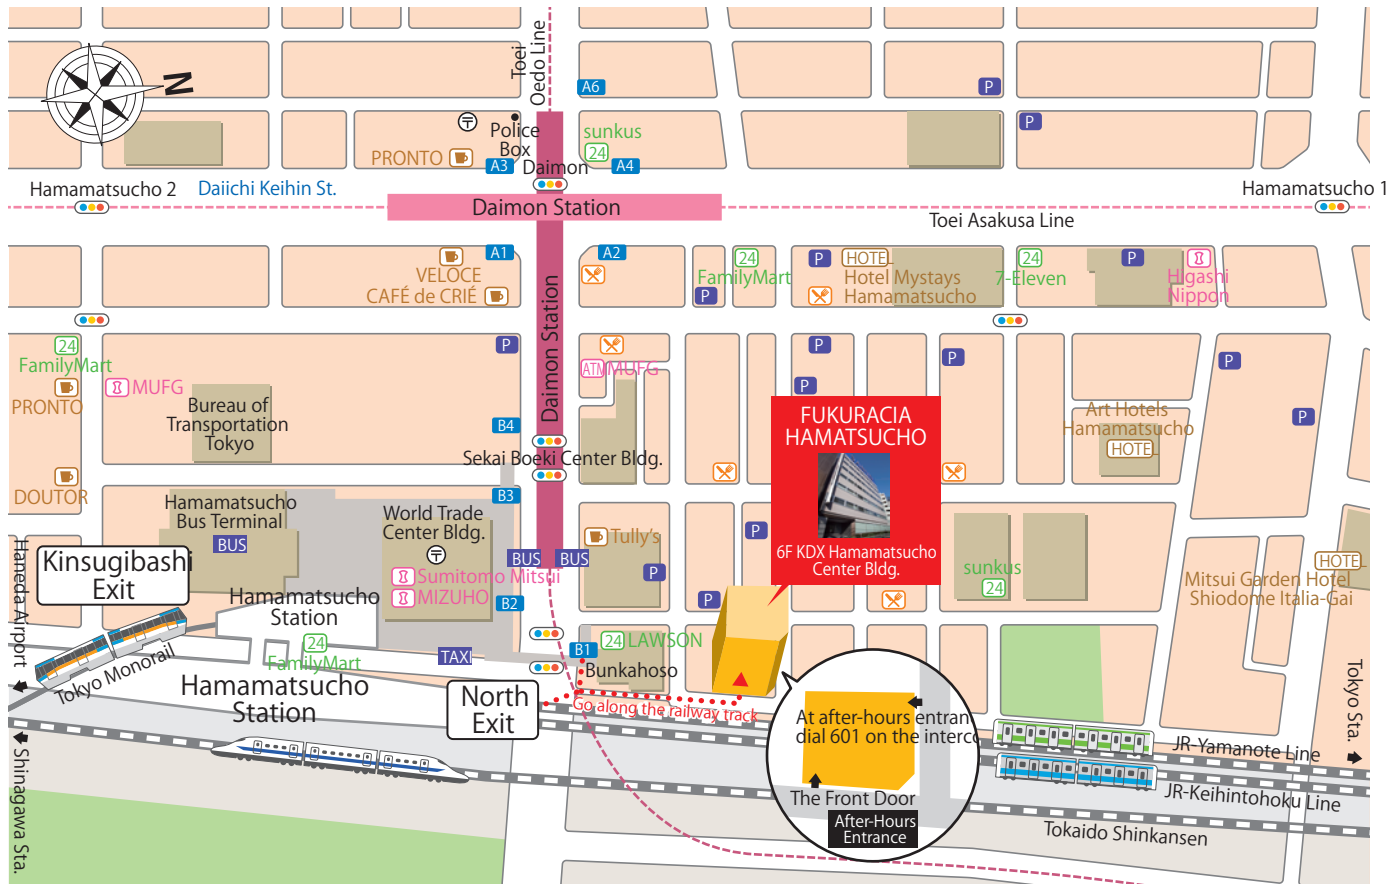 N
Toei
Oedo Line
A6
P
P
Police
Box
sunkus
24
PRONTO
A3
Daimon
A4
Hamamatsucho 2
Daiichi Keihin St.
Hamamatsucho 1
Daimon Station
Toei Asakusa Line
A1
VELOCE
CAFÉ de CRIÉ
A2
24
FamilyMart
P
P
HOTEL
Hotel Mystays
Hamamatsucho
24
7-Eleven
P
Higashi
Nippon
Daimon Station
24
FamilyMart
PRONTO
MUFG
P
ATM
MUFG
P
P
P
P
P
Bureau of
Transportation
Tokyo
B4
FUKURACIA
HAMATSUCHO
6F KDX Hamamatsucho
Center Bldg.
Art Hotels
Hamamatsucho
HOTEL
Sekai Boeki Center Bldg.
DOUTOR
Hamamatsucho
Bus Terminal
BUS
World Trade
Center Bldg.
B3
Sumitomo Mitsui
MIZUHO
BUS
BUS
Tully's
P
P
P
sunkus
24
HOTEL
Mitsui Garden Hotel
Shiodome Italia-Gai
Haneda Airport
Kinsugibashi
Exit
Hamamatsucho
Station
B2
24
FamilyMart
TAXI
B1
24
LAWSON
Bunkahoso
Tokyo Monorail
Hamamatsucho
Station
North
Exit
Go along the railway track
At after-hours entran
dial 601 on the interco
The Front Door
After-Hours
Entrance
Tokyo Sta.
JR-Yamanote Line
JR-Keihintohoku Line
Tokaido Shinkansen
Shinagawa Sta.